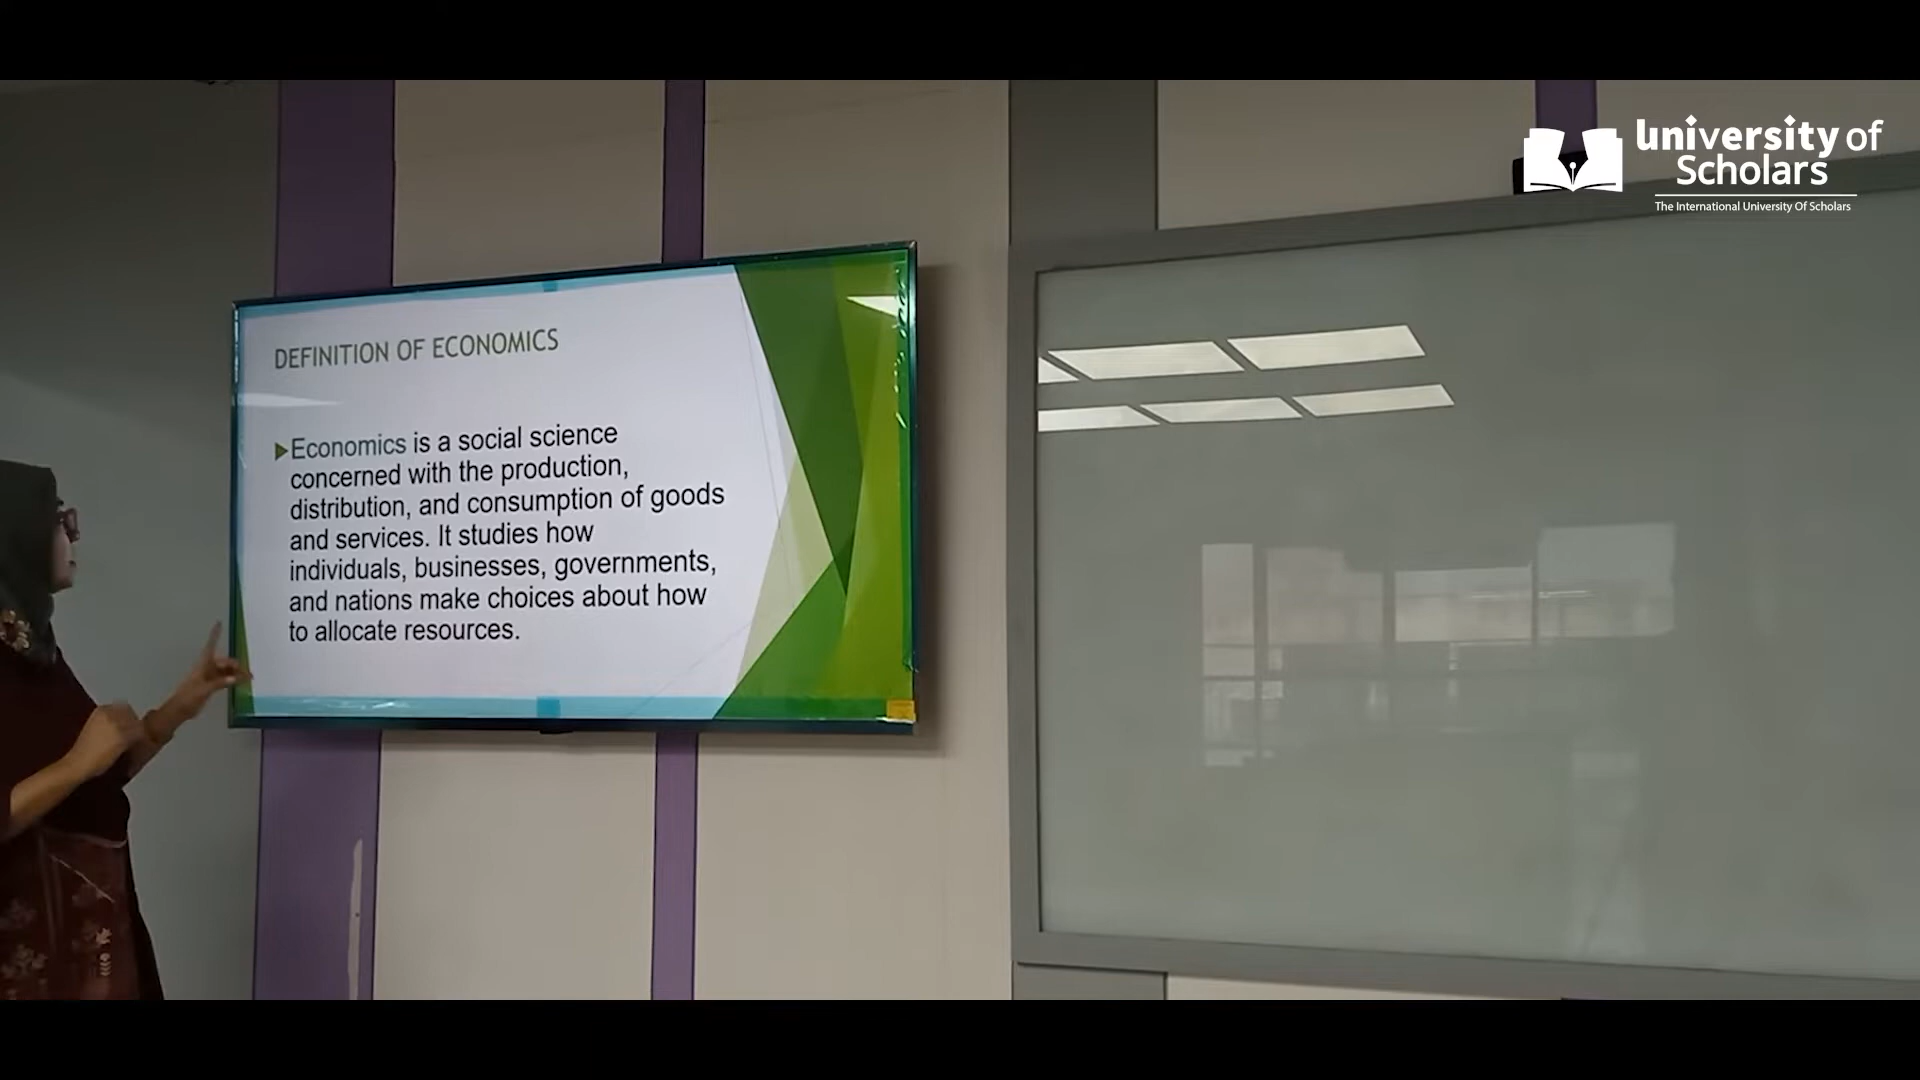 University of
Scholars
The International University Of Scholars
DEFINITION OF ECONOMICS
Economics is a social science
concerned with the production,
distribution, and consumption of goods
and services. It studies how
individuals, businesses, governments,
and nations make choices about how
to allocate resources.